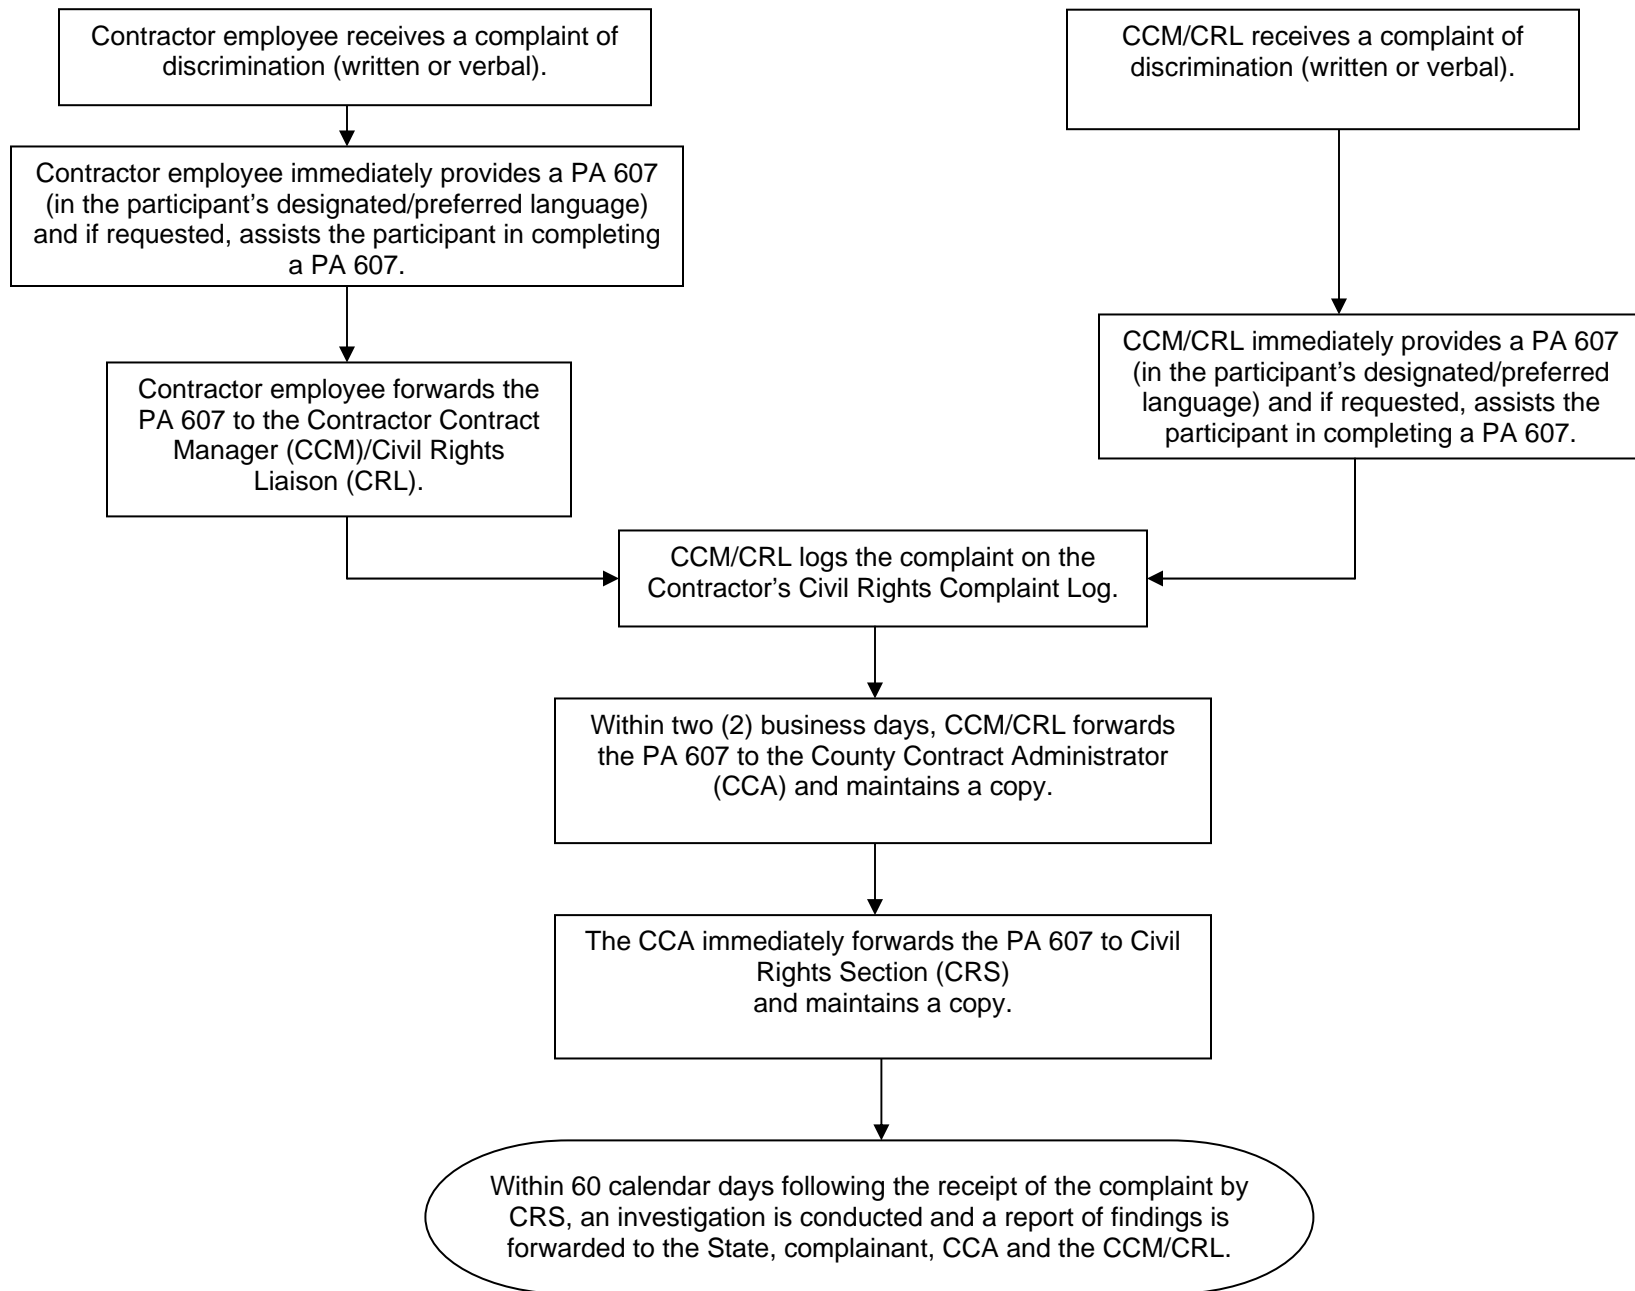 Contractor employee receives a complaint of
discrimination (written or verbal).
CCM/CRL receives a complaint of
discrimination (written or verbal).
Contractor employee immediately provides a PA 607
(in the participant’s designated/preferred language)
and if requested, assists the participant in completing
a PA 607.
CCM/CRL immediately provides a PA 607
(in the participant’s designated/preferred
language) and if requested, assists the
participant in completing a PA 607.
Contractor employee forwards the
PA 607 to the Contractor Contract
Manager (CCM)/Civil Rights
Liaison (CRL).
CCM/CRL logs the complaint on the
Contractor’s Civil Rights Complaint Log.
Within two (2) business days, CCM/CRL forwards
the PA 607 to the County Contract Administrator
(CCA) and maintains a copy.
The CCA immediately forwards the PA 607 to Civil
Rights Section (CRS)
and maintains a copy.
Within 60 calendar days following the receipt of the complaint by
CRS, an investigation is conducted and a report of findings is
forwarded to the State, complainant, CCA and the CCM/CRL.